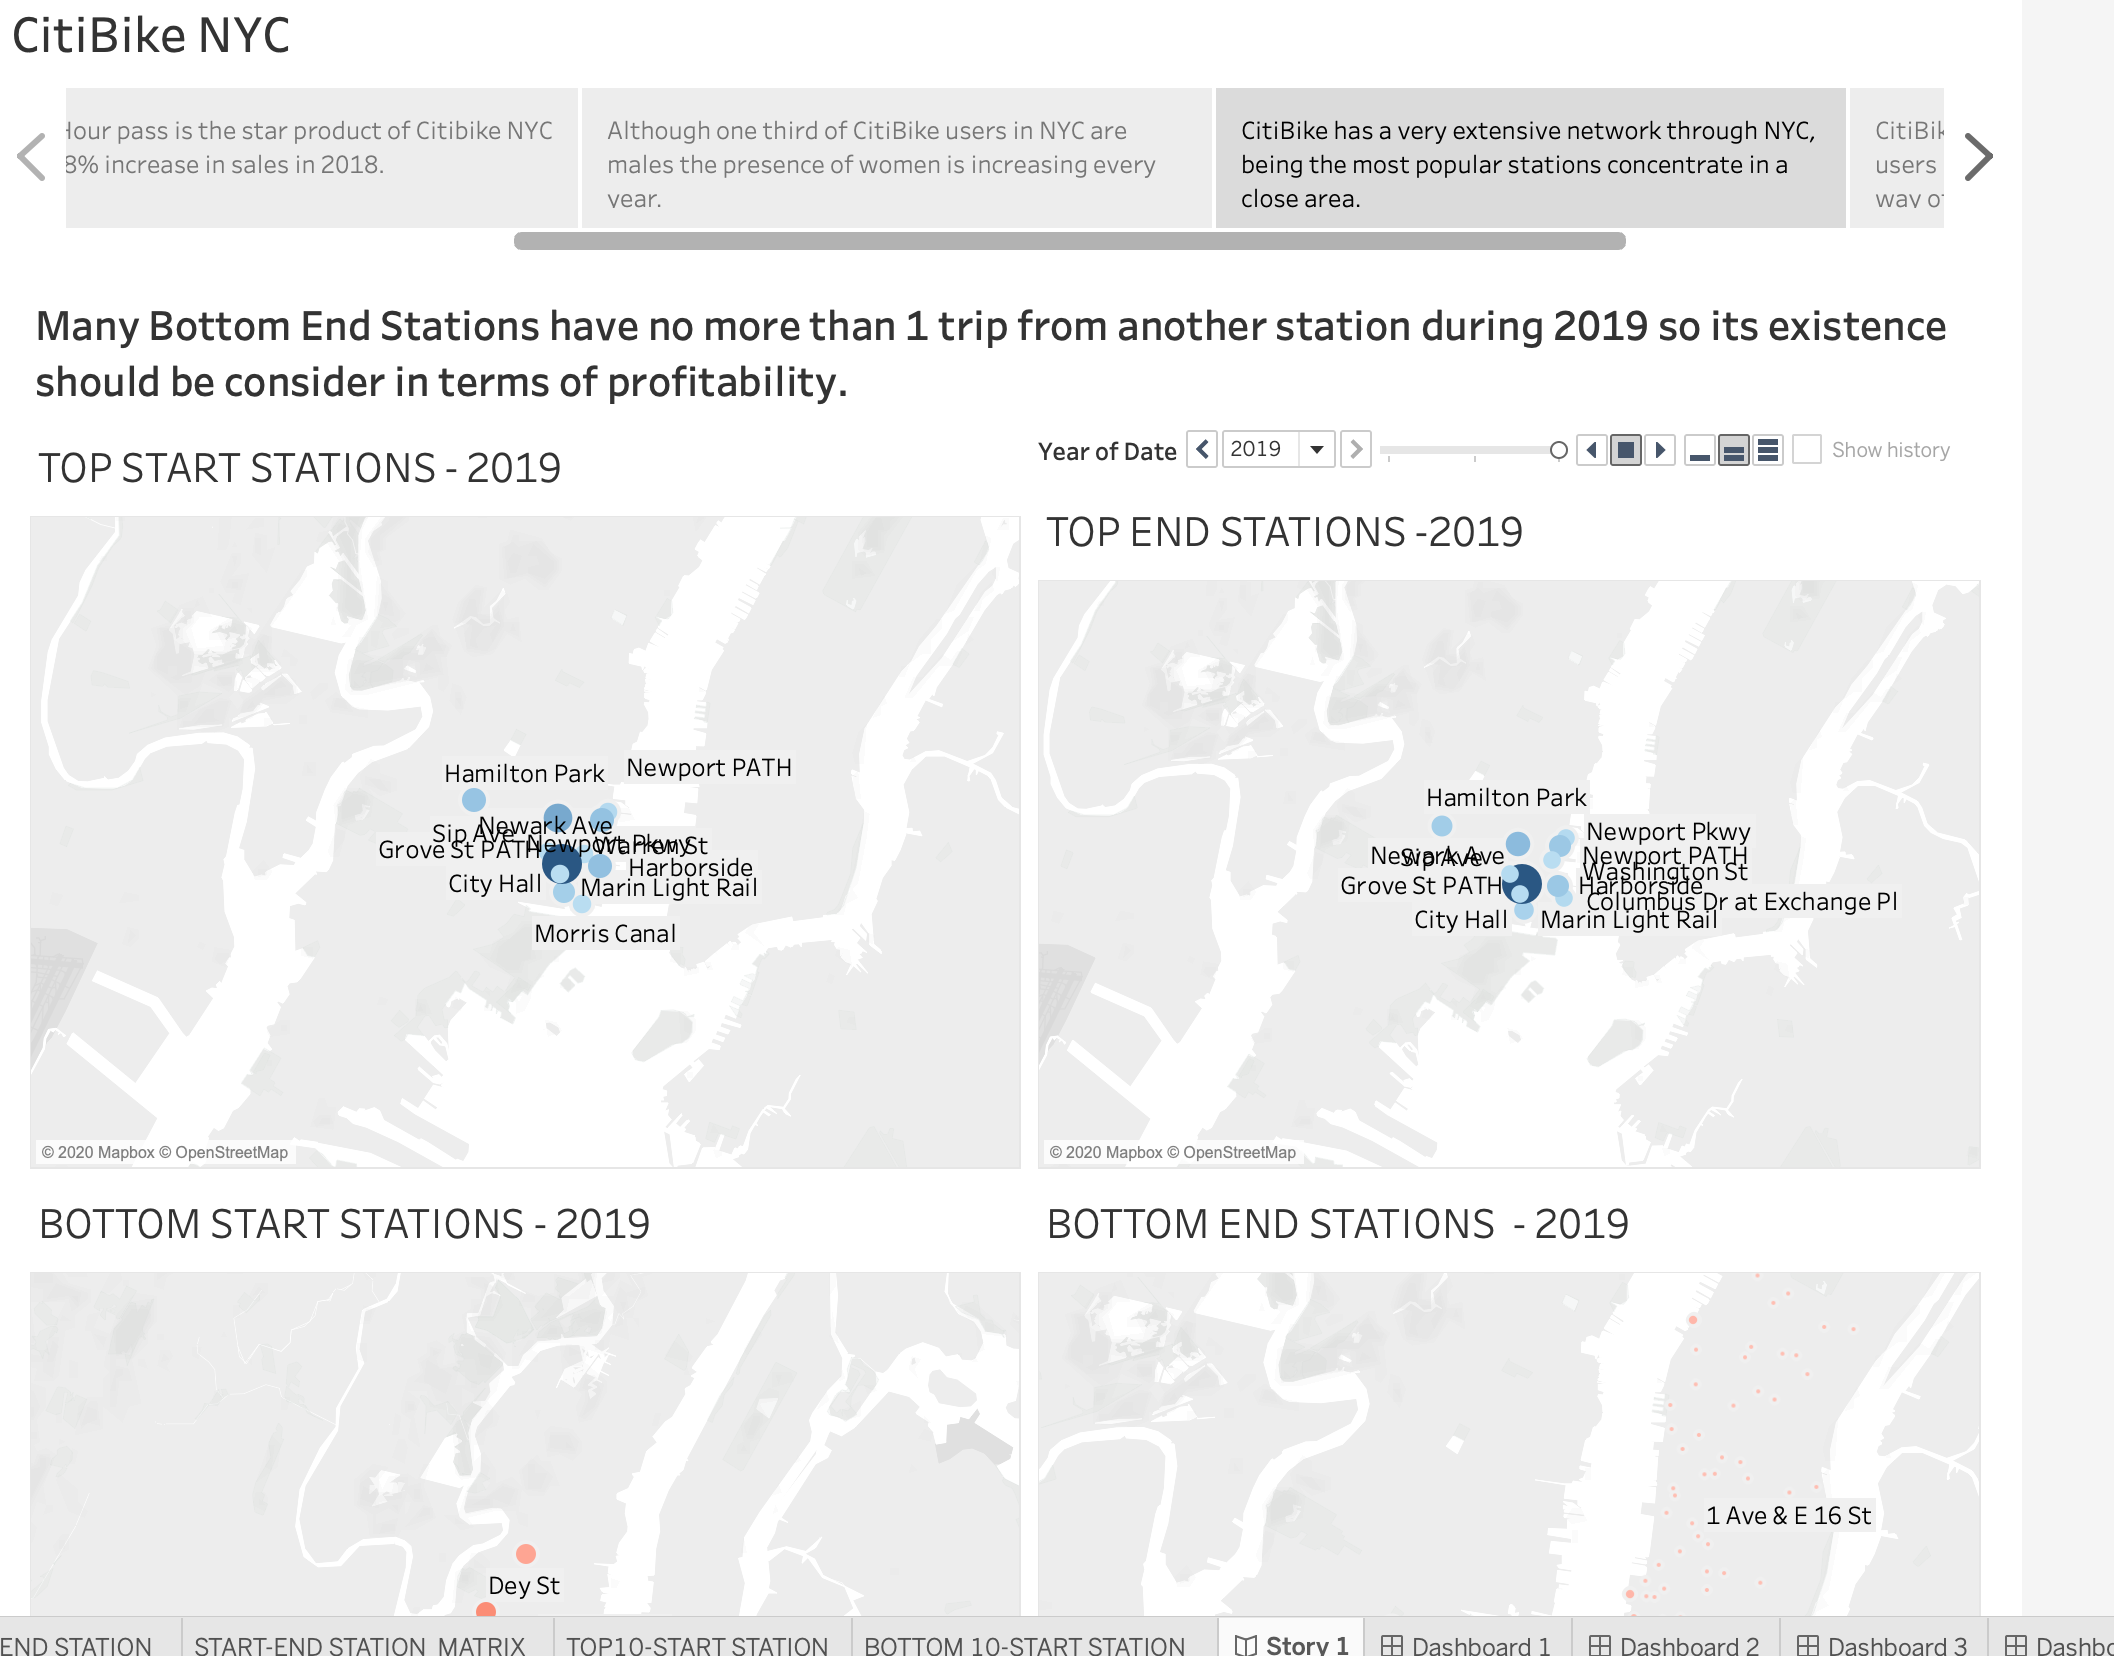 CitiBike NYC
Hour pass is the star product of Citibike NYC
8% increase in sales in 2018.
Although one third of CitiBike users in NYC are
males the presence of women is increasing every
year.
CitiBike has a very extensive network through NYC,
being the most popular stations concentrate in a
close area.
CitiBik
users
way of
Many Bottom End Stations have no more than 1 trip from another station during 2019 so its existence
should be consider in terms of profitability.
TOP START STATIONS - 2019
Year of Date
2019
Show history
TOP END STATIONS -2019
Hamilton Park
Newport PATH
Newark Ave
Sip Ave
Newport Pkwy
Warren St
Grove St PATH
Harborside
City Hall
Marin Light Rail
Morris Canal
© 2020 Mapbox © OpenStreetMap
Hamilton Park
Newport Pkwy
Newark Ave
Sip Ave
Newport PATH
Washington St
Grove St PATH
Harborside
Columbus Dr at Exchange Pl
City Hall
Marin Light Rail
© 2020 Mapbox © OpenStreetMap
BOTTOM START STATIONS - 2019
BOTTOM END STATIONS - 2019
Dey St
1 Ave & E 16 St
END STATION
START-END STATION MATRIX
TOP10-START STATION
BOTTOM 10-START STATION
Story 1
Dashboard 1
Dashboard 2
Dashboard 3
Dashbo